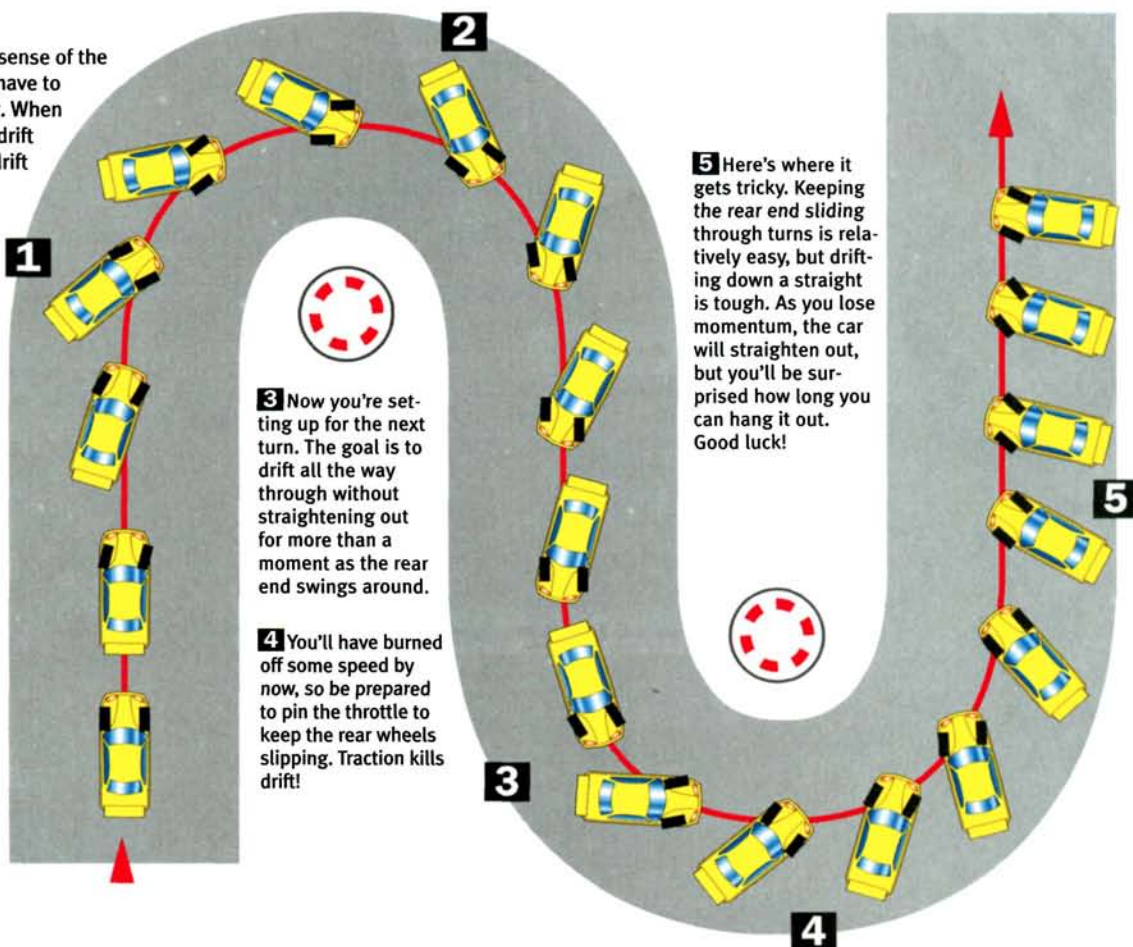 sense of the
have to
. When
drift
drift
1
2
3 Now you're set-
ting up for the next
turn. The goal is to
drift all the way
through without
straightening out
for more than a
moment as the rear
end swings around.
4 You'll have burned
off some speed by
now, so be prepared
to pin the throttle to
keep the rear wheels
slipping. Traction kills
drift!
5 Here's where it
gets tricky. Keeping
the rear end sliding
through turns is rela-
tively easy, but drift-
ing down a straight
is tough. As you lose
momentum, the car
will straighten out,
but you'll be sur-
prised how long you
can hang it out.
Good luck!
3
4
5